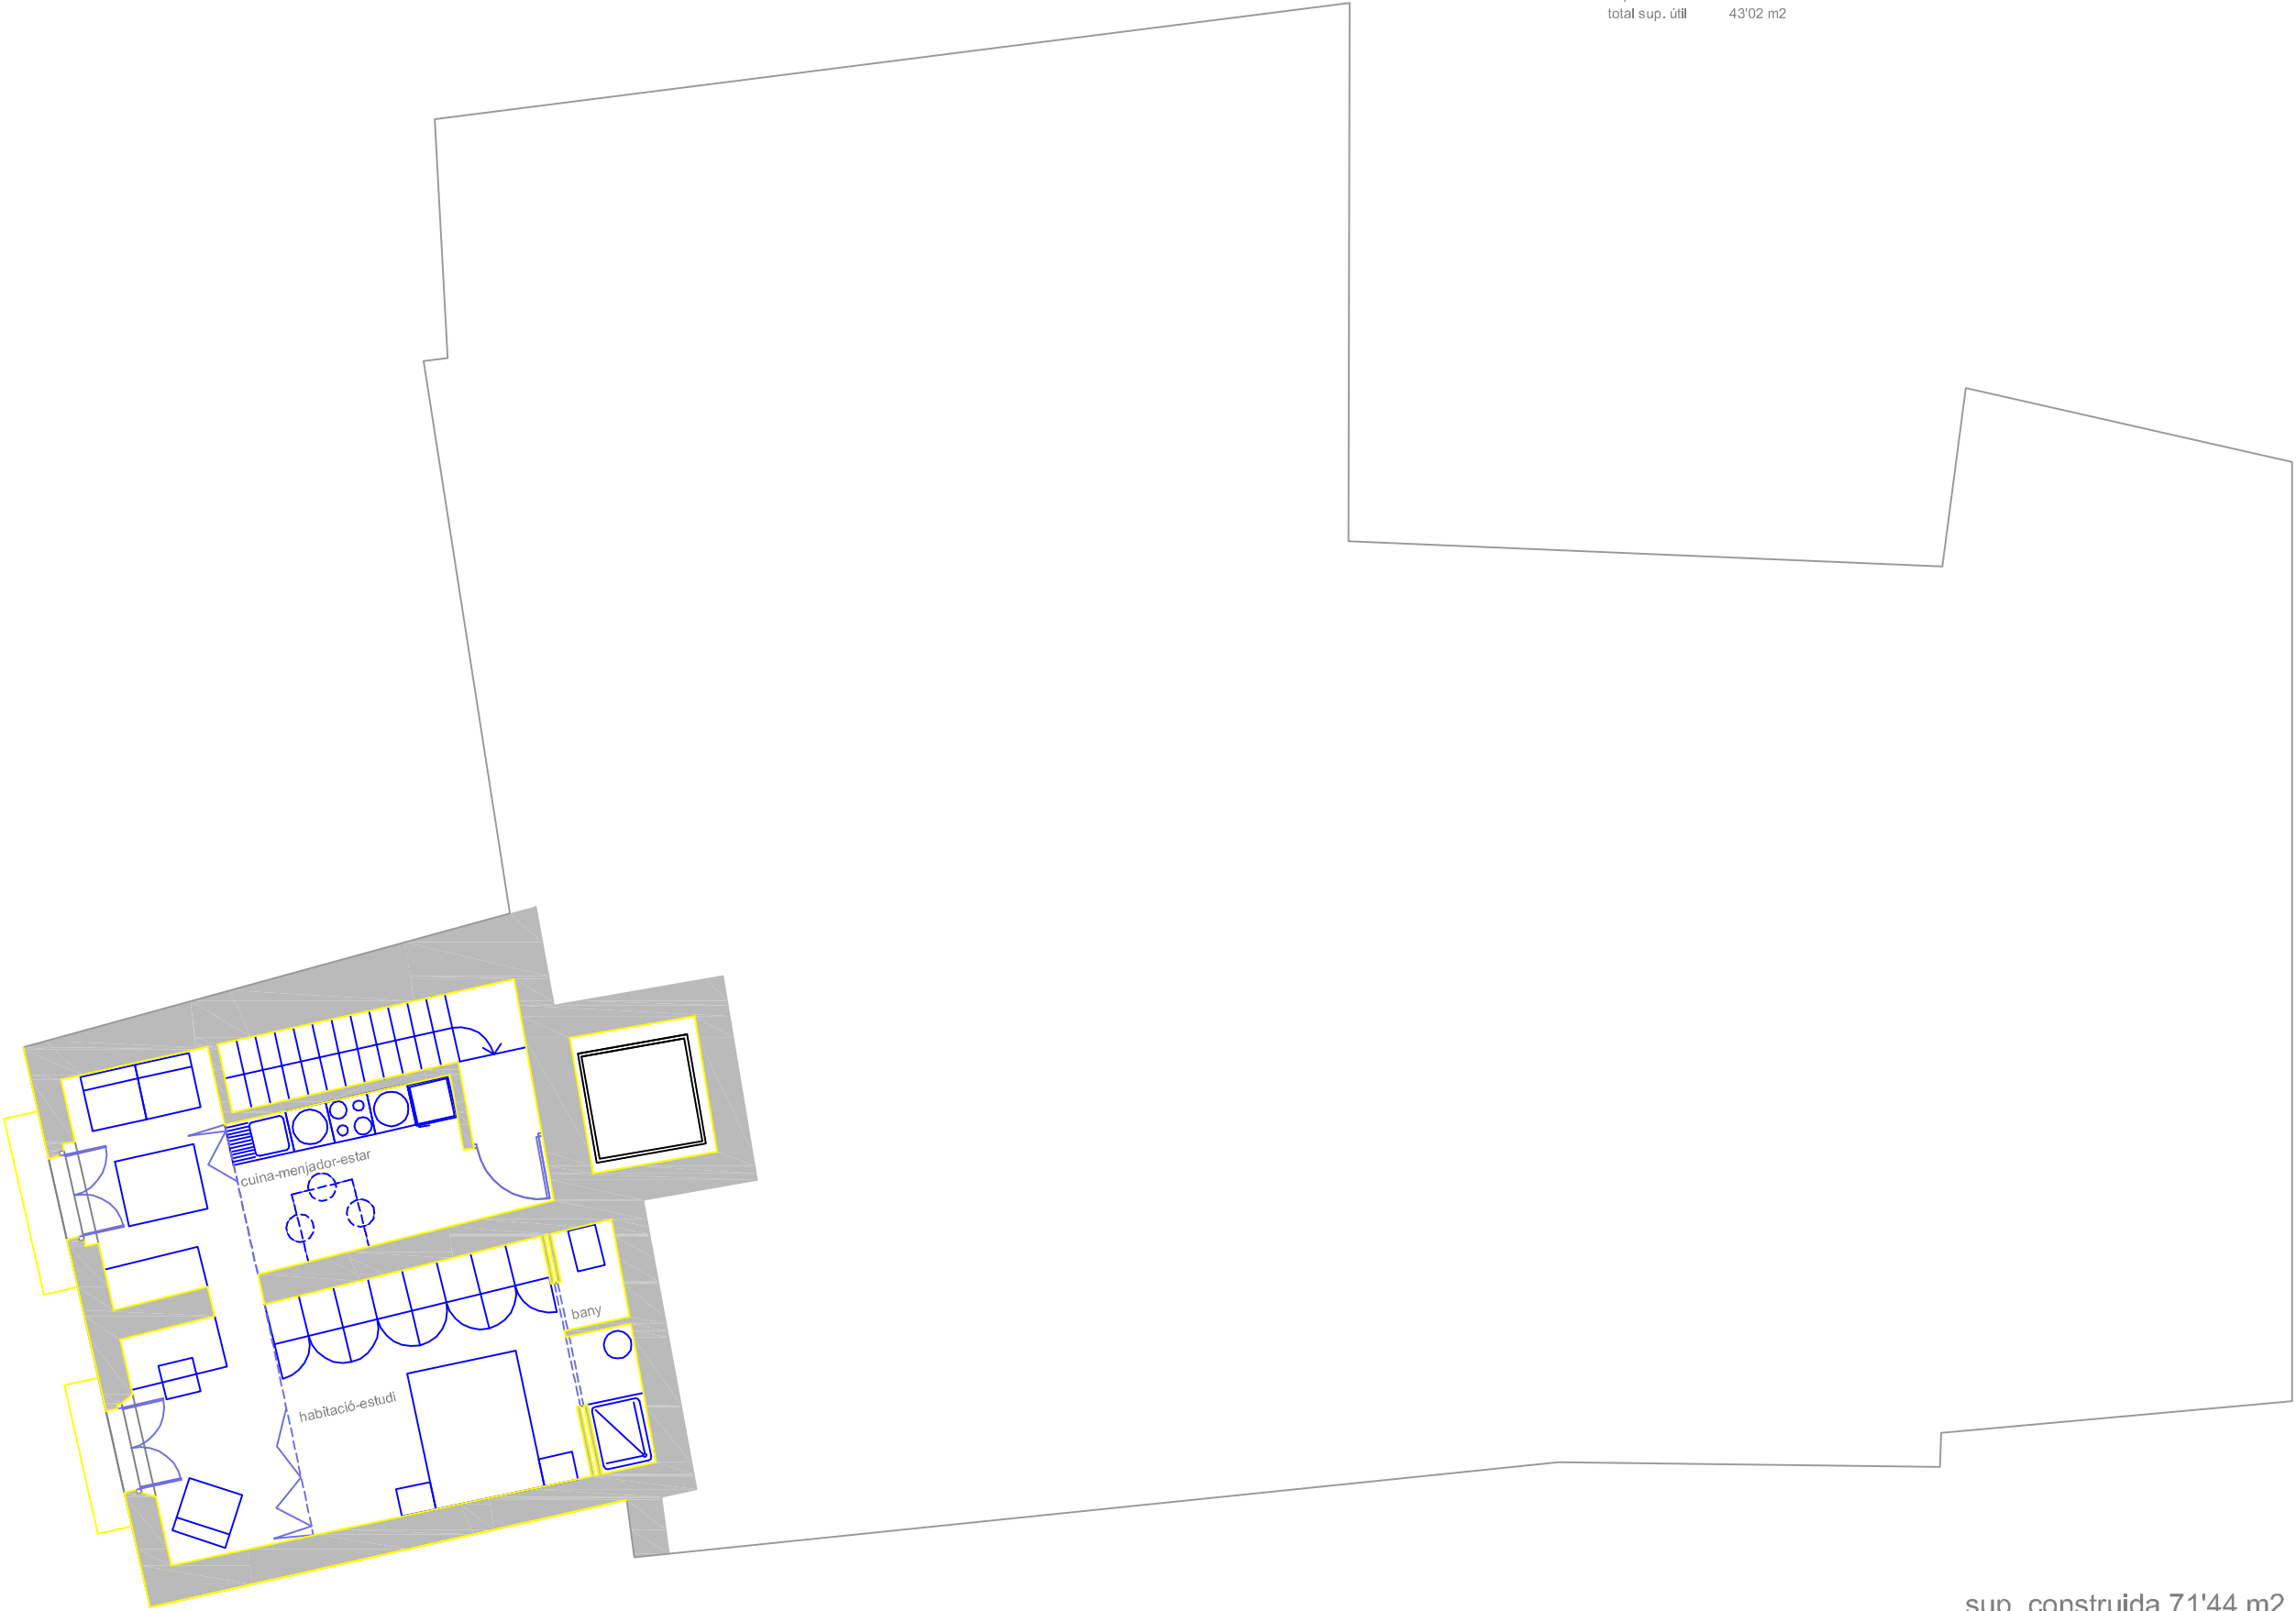 total sup. útil 43'02 m2
cuina-menjador-estar
bany
habitació-estudi
sup. construida 71'44 m2